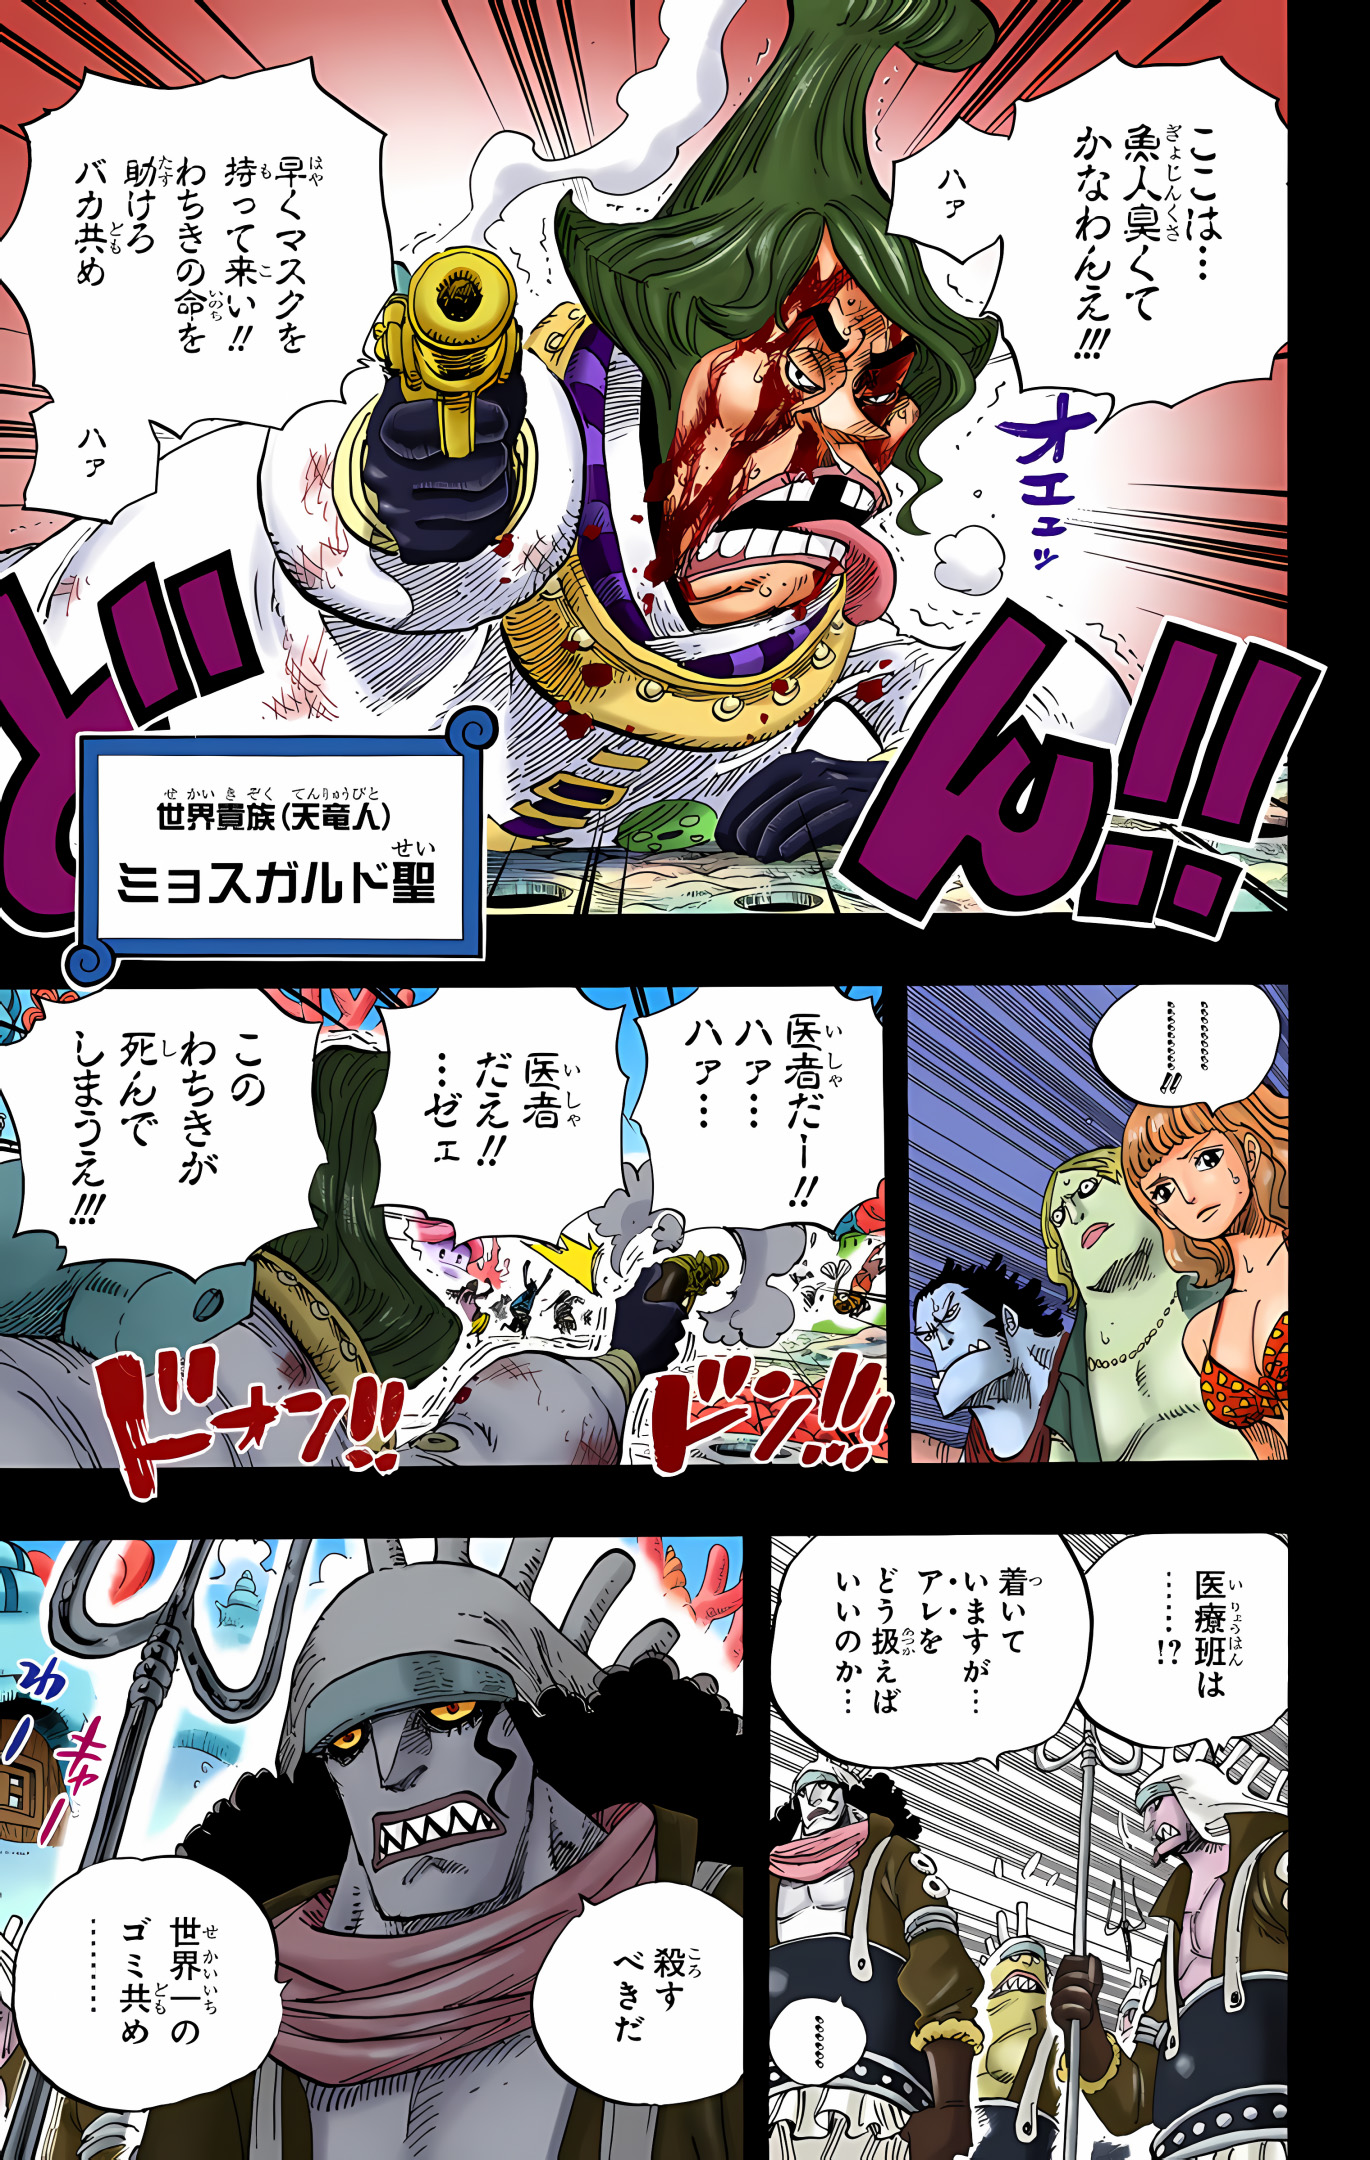 ここは…
魚人臭くて
かなわんえ!!!
ハァ
オエェッ
早くマスクを
持って来い!!
わちきの命を
助けろ
バカ共め
ハァ
どん!!
世界貴族(天竜人)
ミョスガルド聖
…………!!
医者だー!!
ハァ…
ハァ…
医者
だえ!!
…ゼェ
この
わちきが
死んで
しまうえ!!!
ドン!!!
ドオン!!
医療班は
……!?
着いて
いますが…
アレを
どう扱えば
いいのか…
……
殺す
べきだ
世界一の
ゴミ共め
………
わー
キャー